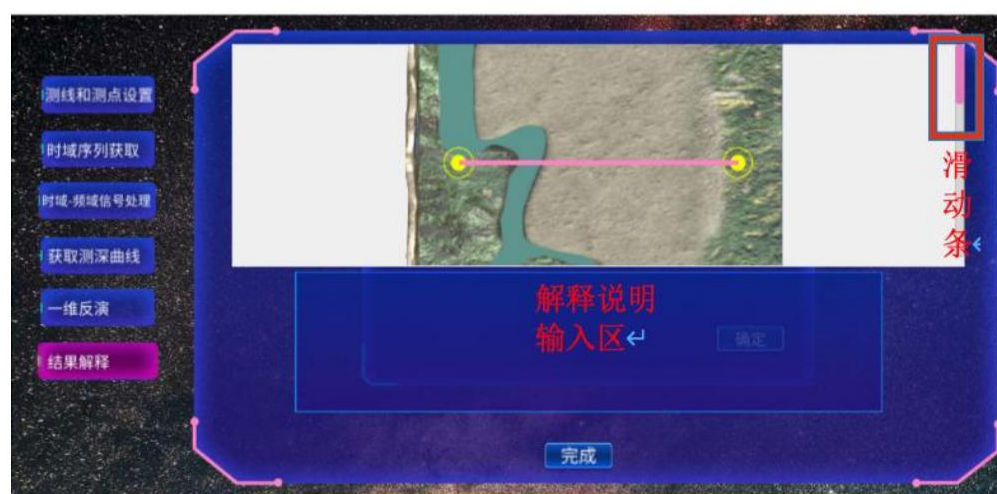 测线和测点设置
时域序列获取
时域-频域信号处理
获取测深曲线
一维反演
结果解释
滑
动
条
解释说明
输入区
确定
完成